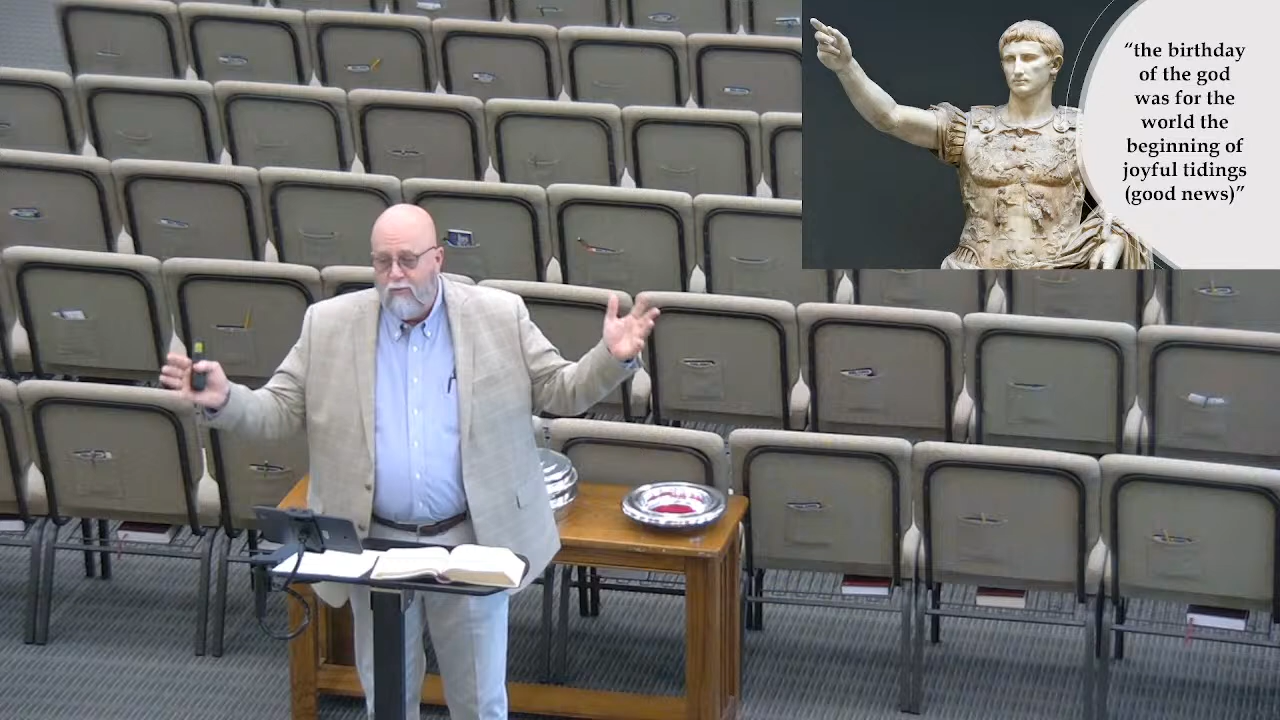 “the birthday
of the god
was for the
world the
beginning of
joyful tidings
(good news)”